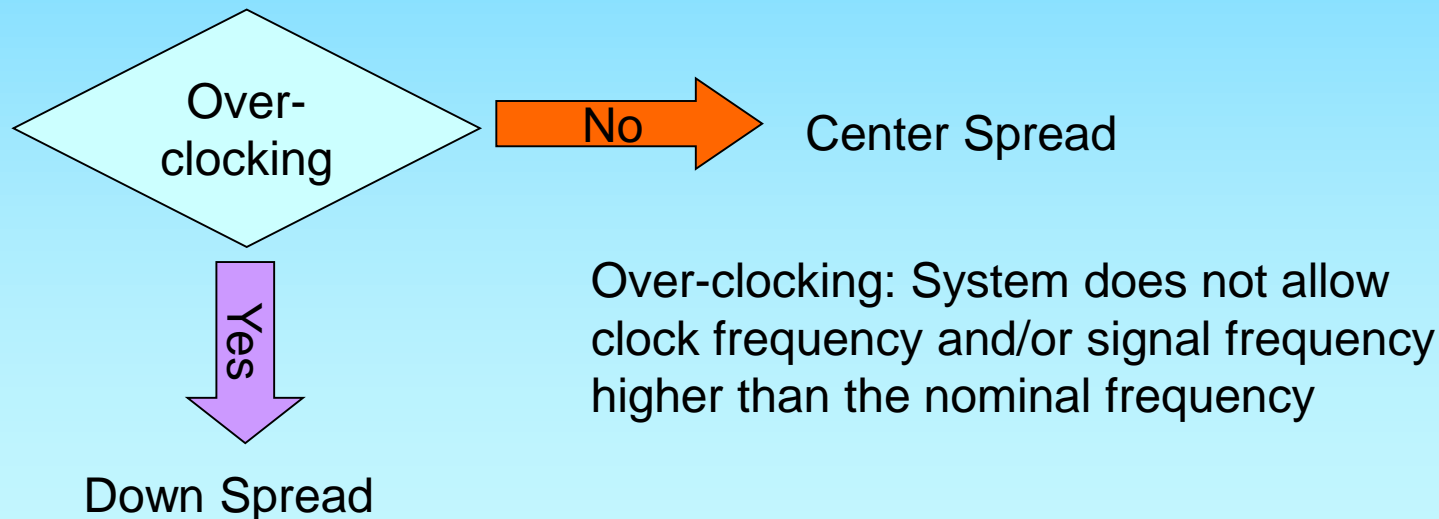 Over-
clocking
No
Center Spread
Yes
Over-clocking: System does not allow
clock frequency and/or signal frequency
higher than the nominal frequency
Down Spread